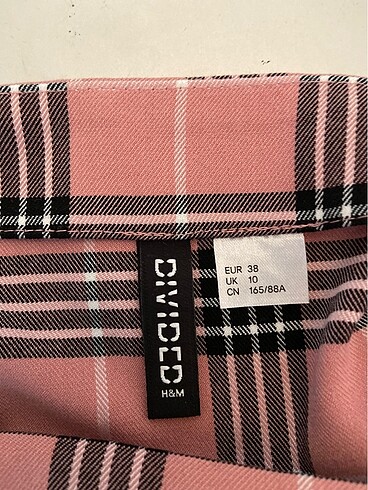 DIVIDED
H&M
EUR 38
UK 10
CN 165/88A